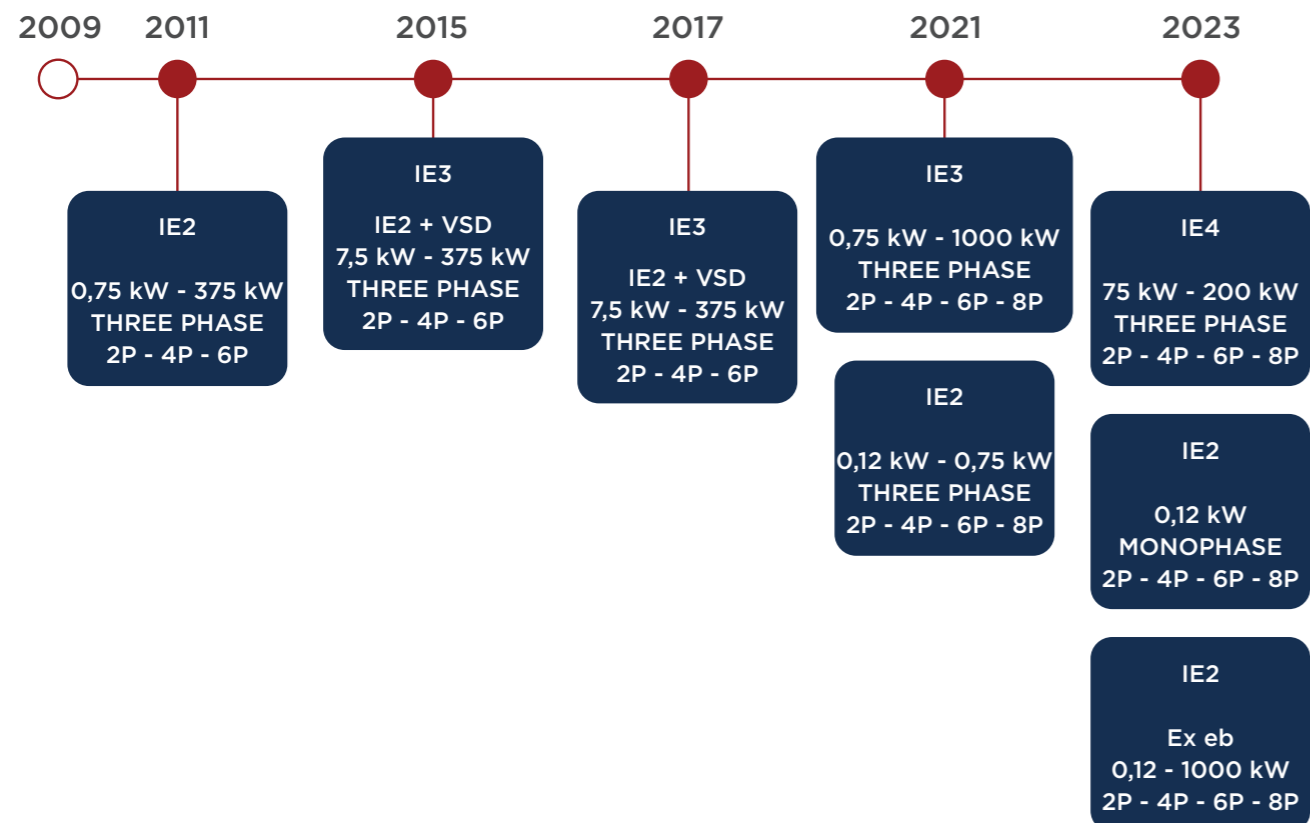 2009
2011
2015
2017
2021
2023
IE2
0,75 kW - 375 kW
THREE PHASE
2P - 4P - 6P
IE3
IE2 + VSD
7,5 kW - 375 kW
THREE PHASE
2P - 4P - 6P
IE3
IE2 + VSD
7,5 kW - 375 kW
THREE PHASE
2P - 4P - 6P
IE3
0,75 kW - 1000 kW
THREE PHASE
2P - 4P - 6P - 8P
IE2
0,12 kW - 0,75 kW
THREE PHASE
2P - 4P - 6P - 8P
IE4
75 kW - 200 kW
THREE PHASE
2P - 4P - 6P - 8P
IE2
0,12 kW
MONOPHASE
2P - 4P - 6P - 8P
IE2
Ex eb
0,12 - 1000 kW
2P - 4P - 6P - 8P